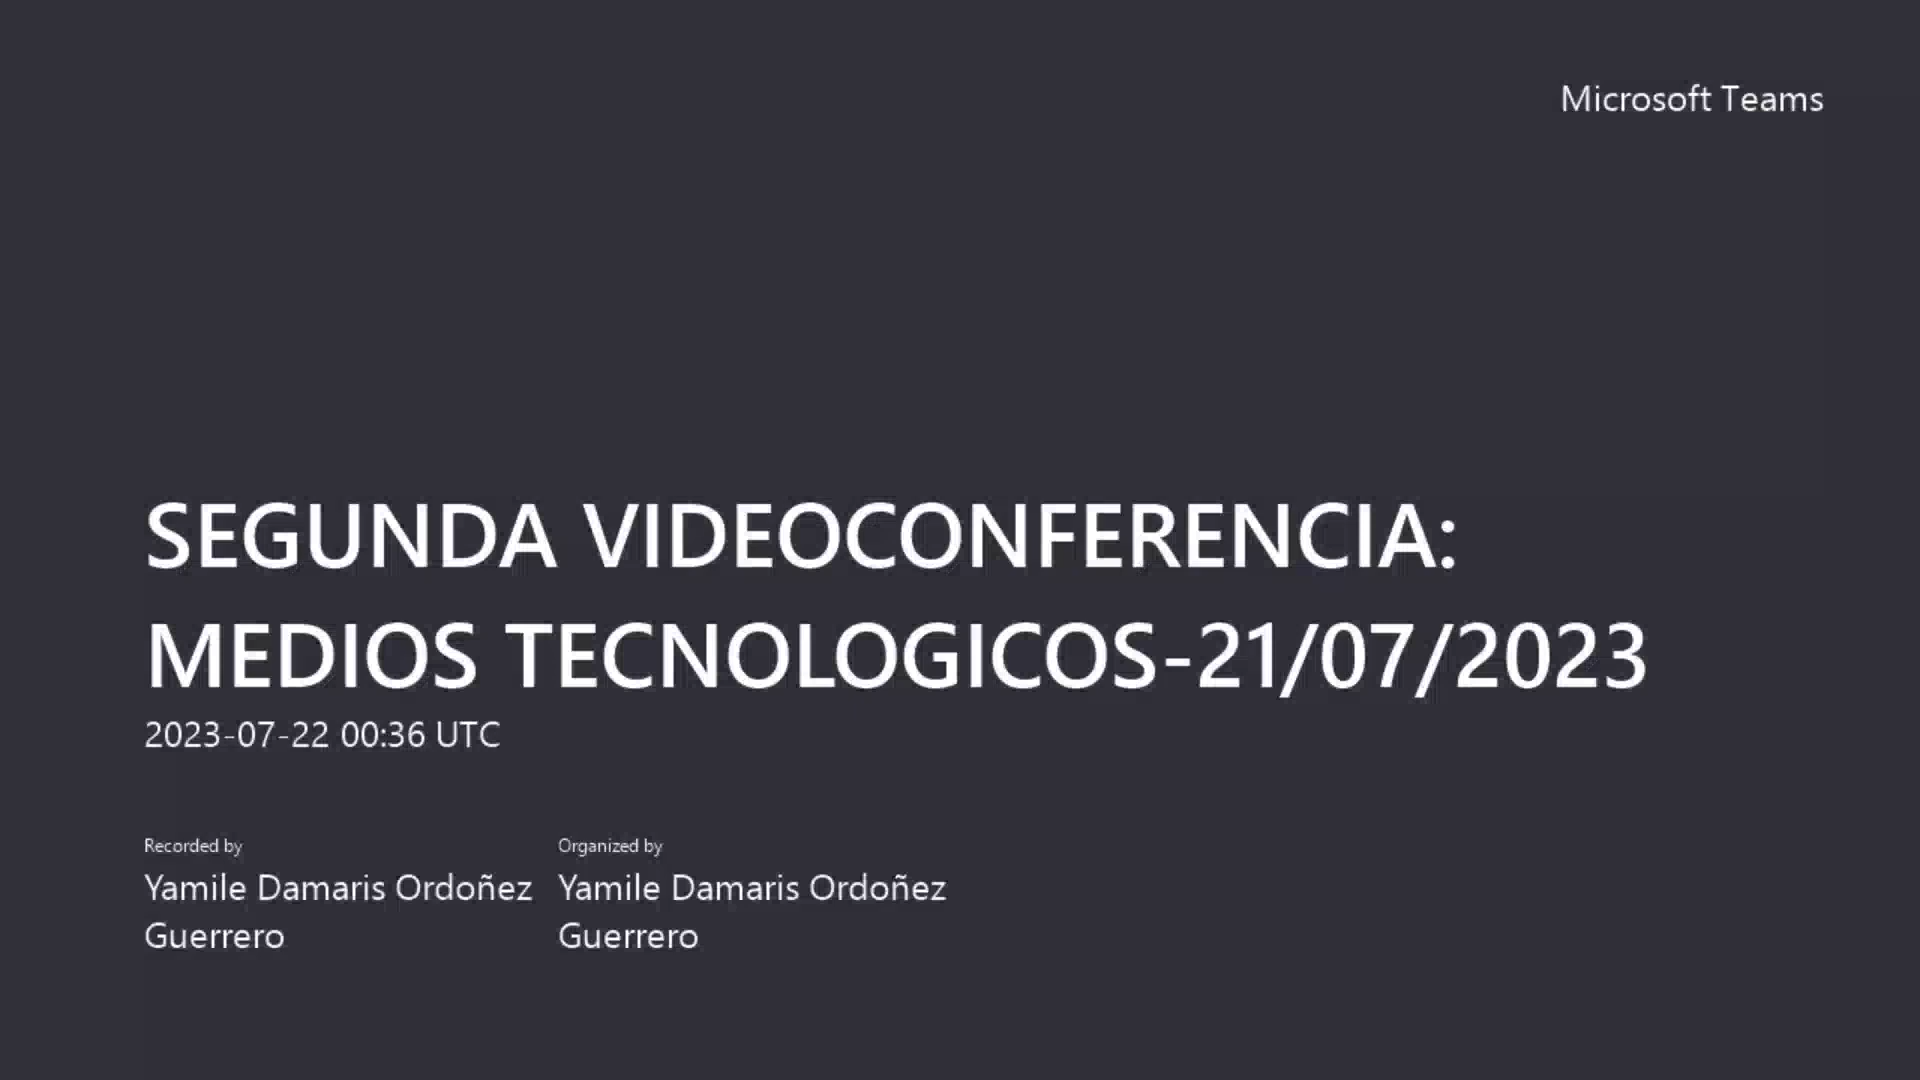 Microsoft Teams
SEGUNDA VIDEOCONFERENCIA:
MEDIOS TECNOLOGICOS-21/07/2023
2023-07-22 00:36 UTC
Recorded by
Yamile Damaris Ordoñez
Guerrero
Organized by
Yamile Damaris Ordoñez
Guerrero